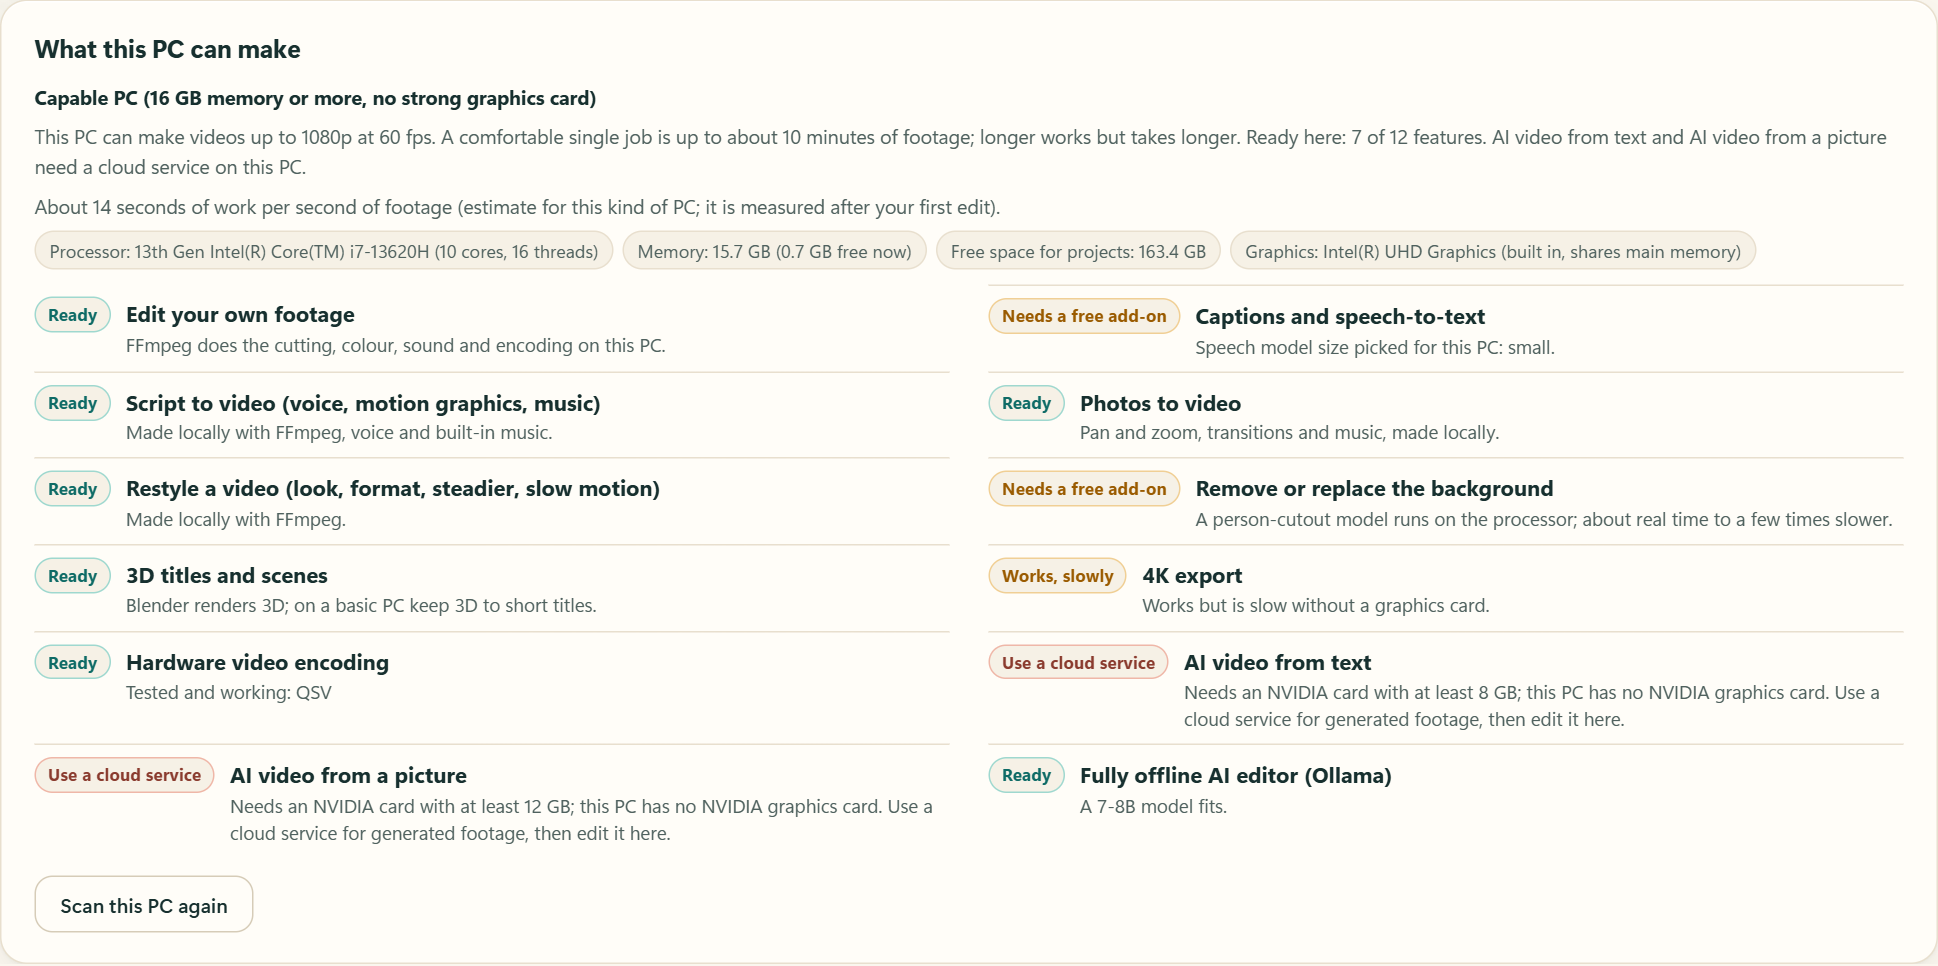 What this PC can make
Capable PC (16 GB memory or more, no strong graphics card)
This PC can make videos up to 1080p at 60 fps. A comfortable single job is up to about 10 minutes of footage; longer works but takes longer. Ready here: 7 of 12 features. AI video from text and AI video from a picture
need a cloud service on this PC.
About 14 seconds of work per second of footage (estimate for this kind of PC; it is measured after your first edit).
Processor: 13th Gen Intel(R) Core(TM) i7-13620H (10 cores, 16 threads)
Memory: 15.7 GB (0.7 GB free now)
Free space for projects: 163.4 GB
Graphics: Intel(R) UHD Graphics (built in, shares main memory)
Ready
Edit your own footage
FFmpeg does the cutting, colour, sound and encoding on this PC.
Needs a free add-on
Captions and speech-to-text
Speech model size picked for this PC: small.
Ready
Script to video (voice, motion graphics, music)
Made locally with FFmpeg, voice and built-in music.
Ready
Photos to video
Pan and zoom, transitions and music, made locally.
Ready
Restyle a video (look, format, steadier, slow motion)
Made locally with FFmpeg.
Needs a free add-on
Remove or replace the background
A person-cutout model runs on the processor; about real time to a few times slower.
Ready
3D titles and scenes
Blender renders 3D; on a basic PC keep 3D to short titles.
Works, slowly
4K export
Works but is slow without a graphics card.
Ready
Hardware video encoding
Tested and working: QSV
Use a cloud service
AI video from text
Needs an NVIDIA card with at least 8 GB; this PC has no NVIDIA graphics card. Use a
cloud service for generated footage, then edit it here.
Use a cloud service
AI video from a picture
Needs an NVIDIA card with at least 12 GB; this PC has no NVIDIA graphics card. Use a
cloud service for generated footage, then edit it here.
Ready
Fully offline AI editor (Ollama)
A 7-8B model fits.
Scan this PC again